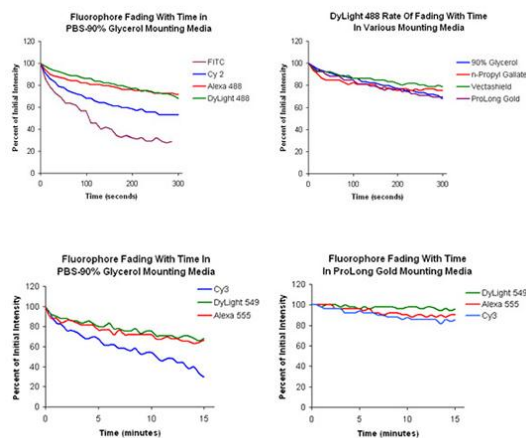 Fluorophore Fading With Time in
PBS-90% Glycerol Mounting Media
Percent of Initial Intensity
120
100
80
60
40
20
0
0
100
200
300
Time (seconds)
FITC
Cy 2
Alexa 488
DyLight 488
DyLight 488 Rate Of Fading With Time
In Various Mounting Media
Percent of Initial Intensity
120
100
80
60
40
20
0
0
100
200
300
Time (seconds)
90% Glycerol
n-Propyl Gallate
Vectashield
ProLong Gold
Fluorophore Fading With Time In
PBS-90% Glycerol Mounting Media
Percent of Initial Intensity
120
100
80
60
40
20
0
0
5
10
15
Time (minutes)
Cy3
DyLight 549
Alexa 555
Fluorophore Fading With Time
In ProLong Gold Mounting Media
Percent of Initial Intensity
120
100
80
60
40
20
0
0
5
10
15
Time (minutes)
DyLight 549
Alexa 555
Cy3